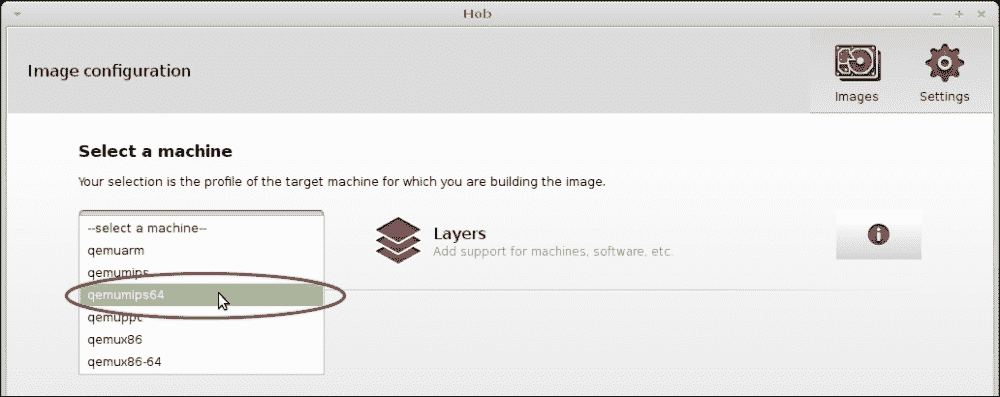 Hob
Image configuration
Images
Settings
Select a machine
Your selection is the profile of the target machine for which you are building the image.
--select a machine--
qemuarm
qemumips
qemumips64
qemuppc
qemux86
qemux86-64
Layers
Add support for machines, software, etc.